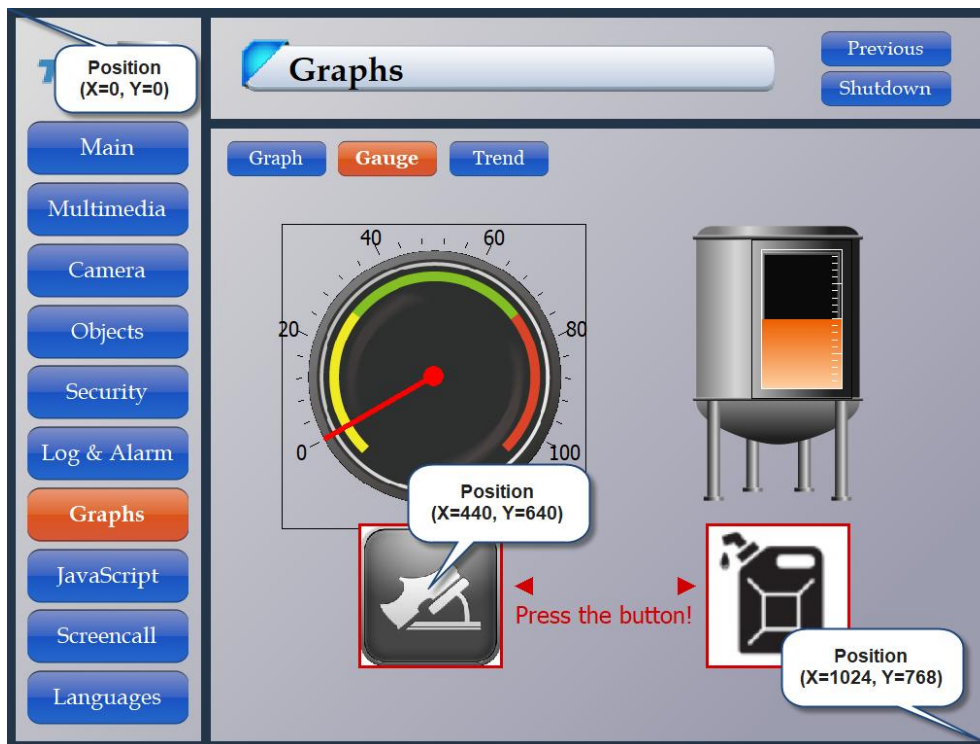 Position
(X=0, Y=0)
Graphs
Previous
Shutdown
Main
Multimedia
Camera
Objects
Security
Log & Alarm
Graphs
JavaScript
Screencall
Languages
Graph
Gauge
Trend
40
60
20
80
0
100
Position
(X=440, Y=640)
Press the button!
Position
(X=1024, Y=768)